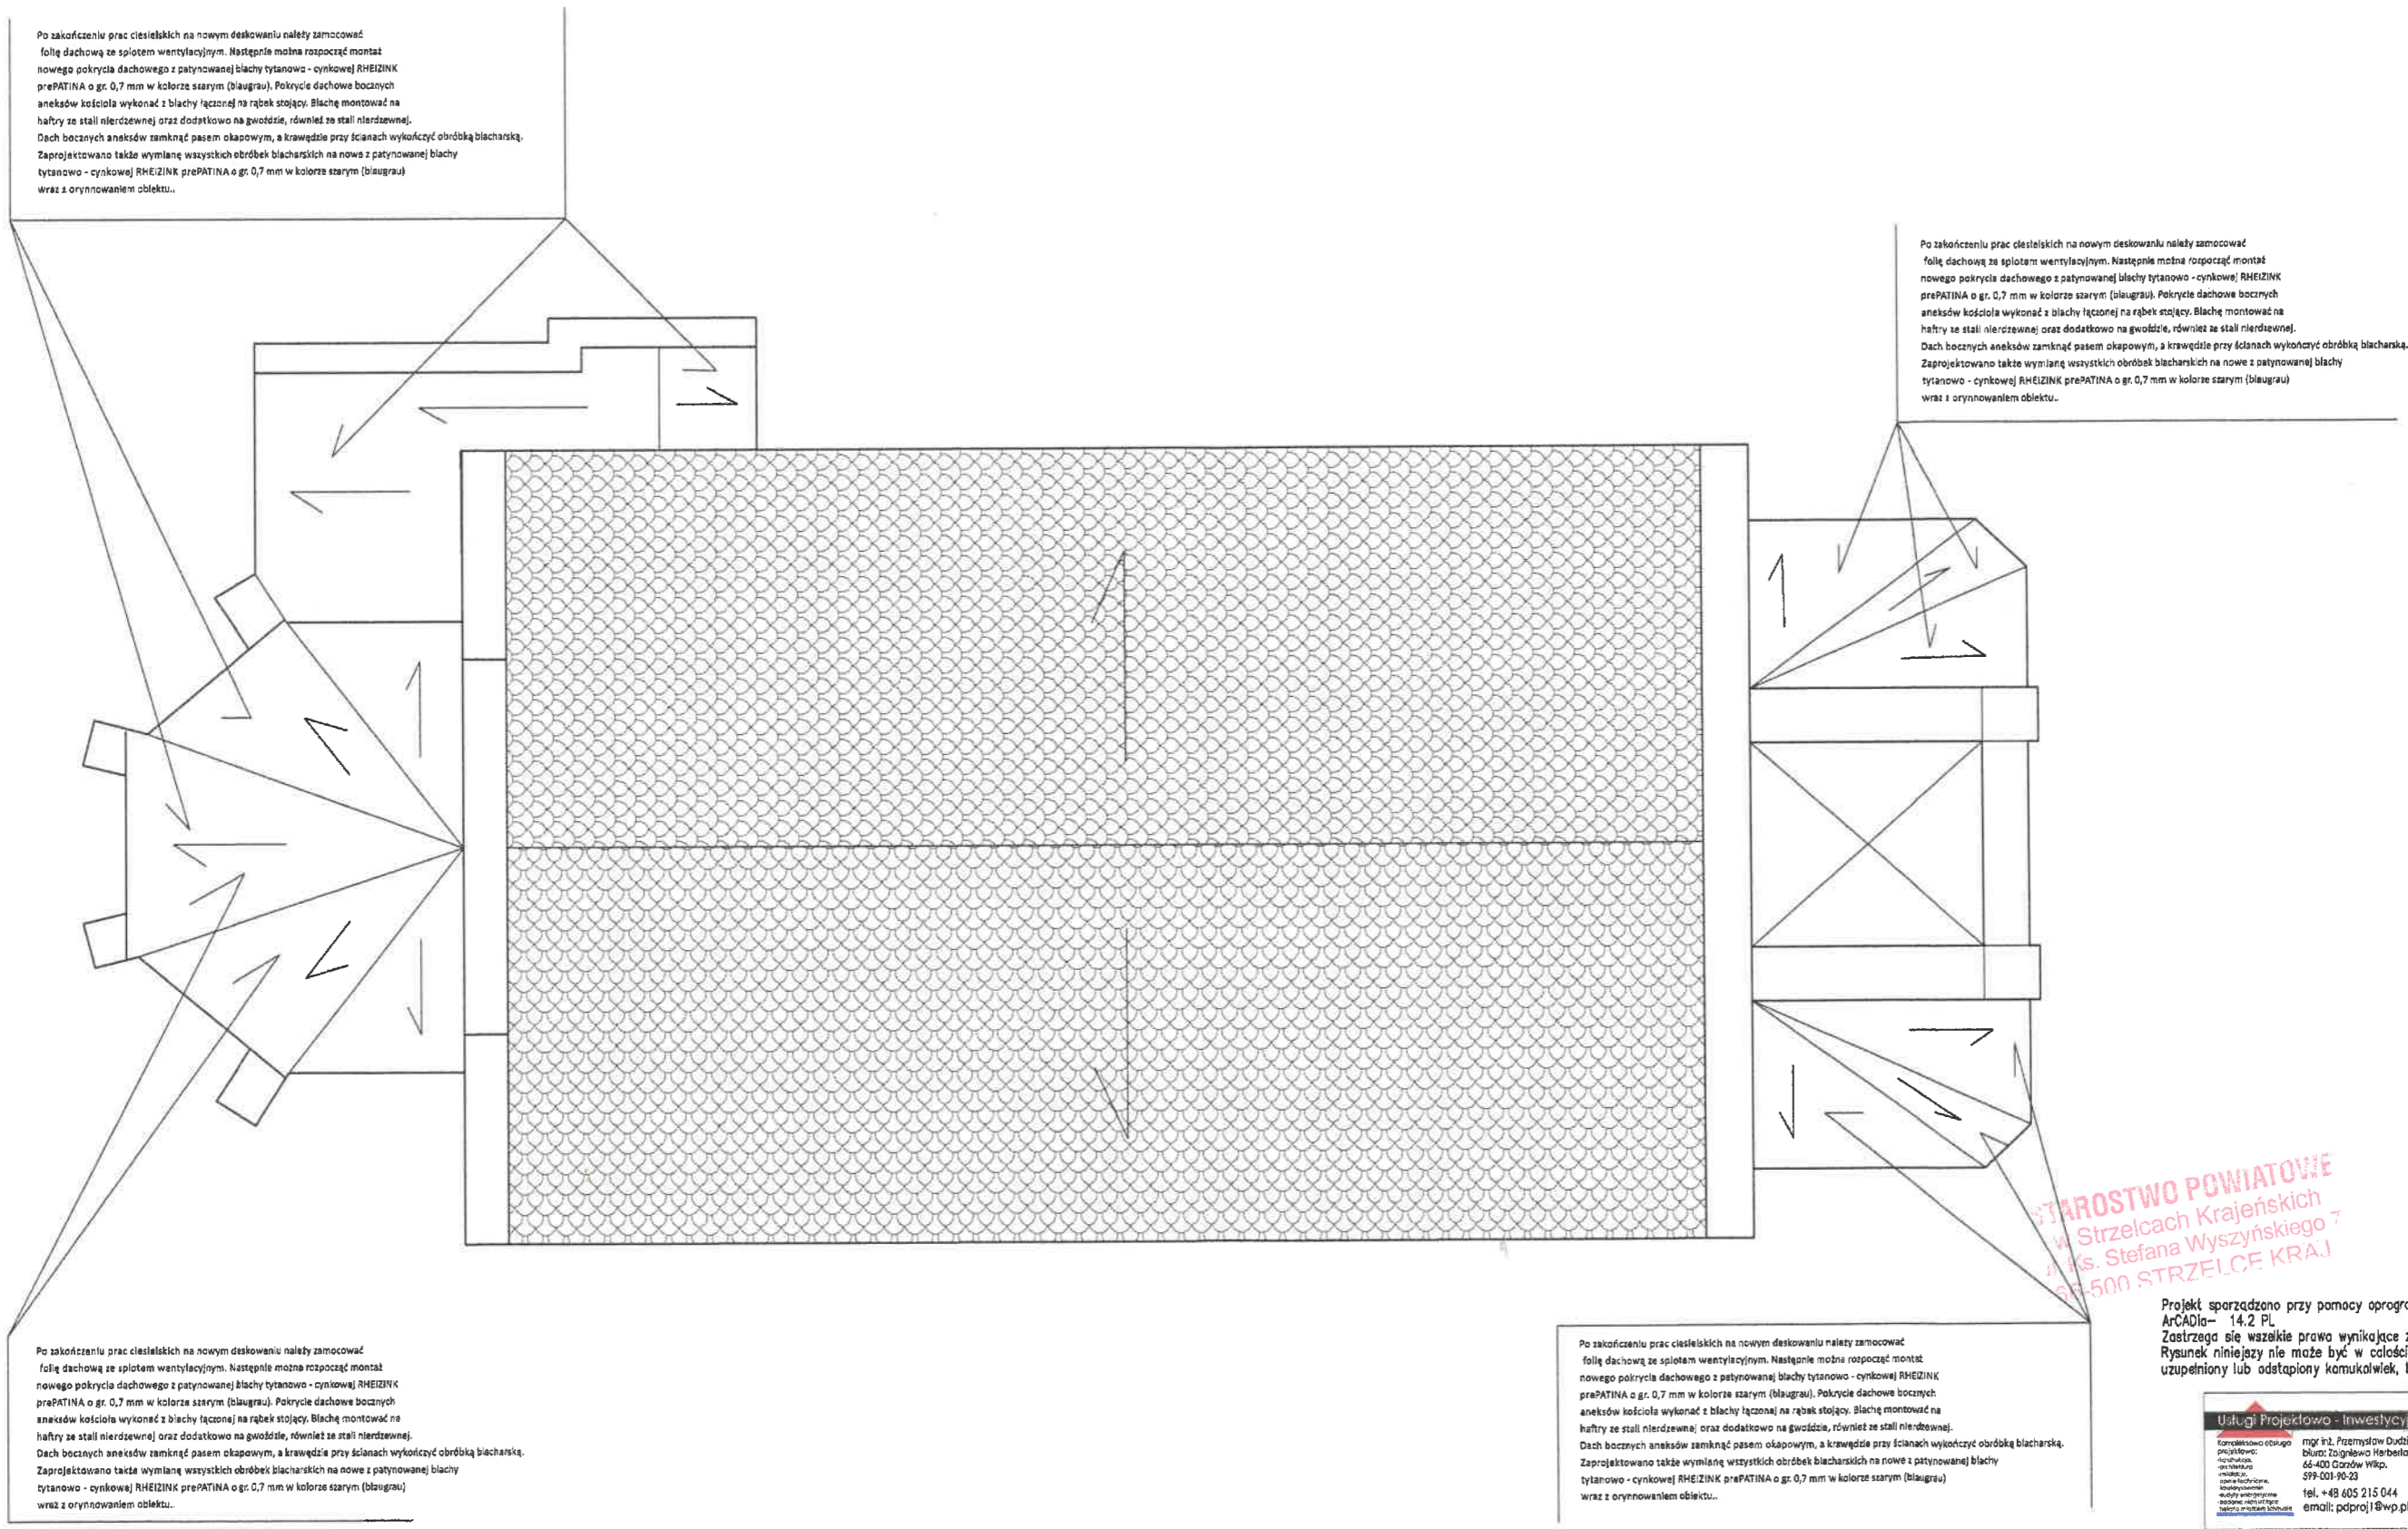 Po zakończeniu prac ciesielskich na nowym deskowaniu należy zamocować
folię dachową ze splotem wentylacyjnym. Następnie można rozpocząć montaż
nowego pokrycia dachowego z patynowanej blachy tytanowo - cynkowej RHEIZINK
prePATINA o gr. 0,7 mm w kolorze szarym (blaugrau). Pokrycie dachowe bocznych
aneksów kościoła wykonać z blachy łączonej na rąbek stojący. Blachę montować na
haftry ze stali nierdzewnej oraz dodatkowo na gwoździe, również ze stali nierdzewnej.
Dach bocznych aneksów zamknąć pasem okapowym, a krawędzie przy ścianach wykończyć obróbką blacharską.
Zaprojektowano także wymianę wszystkich obróbek blacharskich na nowe z patynowanej blachy
tytanowo - cynkowej RHEIZINK prePATINA o gr. 0,7 mm w kolorze szarym (blaugrau)
wraz z orynnowaniem obiektu..
Po zakończeniu prac ciesielskich na nowym deskowaniu należy zamocować
folię dachową ze splotem wentylacyjnym. Następnie można rozpocząć montaż
nowego pokrycia dachowego z patynowanej blachy tytanowo - cynkowej RHEIZINK
prePATINA o gr. 0,7 mm w kolorze szarym (blaugrau). Pokrycie dachowe bocznych
aneksów kościoła wykonać z blachy łączonej na rąbek stojący. Blachę montować na
haftry ze stali nierdzewnej oraz dodatkowo na gwoździe, również ze stali nierdzewnej.
Dach bocznych aneksów zamknąć pasem okapowym, a krawędzie przy ścianach wykończyć obróbką blacharską.
Zaprojektowano także wymianę wszystkich obróbek blacharskich na nowe z patynowanej blachy
tytanowo - cynkowej RHEIZINK prePATINA o gr. 0,7 mm w kolorze szarym (blaugrau)
wraz z orynnowaniem obiektu..
Po zakończeniu prac ciesielskich na nowym deskowaniu należy zamocować
folię dachową ze splotem wentylacyjnym. Następnie można rozpocząć montaż
nowego pokrycia dachowego z patynowanej blachy tytanowo - cynkowej RHEIZINK
prePATINA o gr. 0,7 mm w kolorze szarym (blaugrau). Pokrycie dachowe bocznych
aneksów kościoła wykonać z blachy łączonej na rąbek stojący. Blachę montować na
haftry ze stali nierdzewnej oraz dodatkowo na gwoździe, również ze stali nierdzewnej.
Dach bocznych aneksów zamknąć pasem okapowym, a krawędzie przy ścianach wykończyć obróbką blacharską.
Zaprojektowano także wymianę wszystkich obróbek blacharskich na nowe z patynowanej blachy
tytanowo - cynkowej RHEIZINK prePATINA o gr. 0,7 mm w kolorze szarym (blaugrau)
wraz z orynnowaniem obiektu..
Po zakończeniu prac ciesielskich na nowym deskowaniu należy zamocować
folię dachową ze splotem wentylacyjnym. Następnie można rozpocząć montaż
nowego pokrycia dachowego z patynowanej blachy tytanowo - cynkowej RHEIZINK
prePATINA o gr. 0,7 mm w kolorze szarym (blaugrau). Pokrycie dachowe bocznych
aneksów kościoła wykonać z blachy łączonej na rąbek stojący. Blachę montować na
haftry ze stali nierdzewnej oraz dodatkowo na gwoździe, również ze stali nierdzewnej.
Dach bocznych aneksów zamknąć pasem okapowym, a krawędzie przy ścianach wykończyć obróbką blacharską.
Zaprojektowano także wymianę wszystkich obróbek blacharskich na nowe z patynowanej blachy
tytanowo - cynkowej RHEIZINK prePATINA o gr. 0,7 mm w kolorze szarym (blaugrau)
wraz z orynnowaniem obiektu..
STAROSTWO POWIATOWE
w Strzelcach Krajeńskich
Ks. Stefana Wyszyńskiego 7
66-500 STRZELCE KRAJ
Projekt sporządzono przy pomocy oprogro
ArCADia- 14.2 PL
Zastrzega się wszelkie prawa wynikające z
Rysunek niniejszy nie może być w całości
uzupełniony lub odstąpiony komukolwiek,
Usługi Projektowo - Inwestycy
Kompleksowa obsługa
projektowa:
mgr inż. Przemysław Dudzi
biuro: Zbigniewa Herberta
66-400 Gorzów Wlkp.
599-001-90-23
tel. +48 605 215 044
email: pdproj1@wp.pl